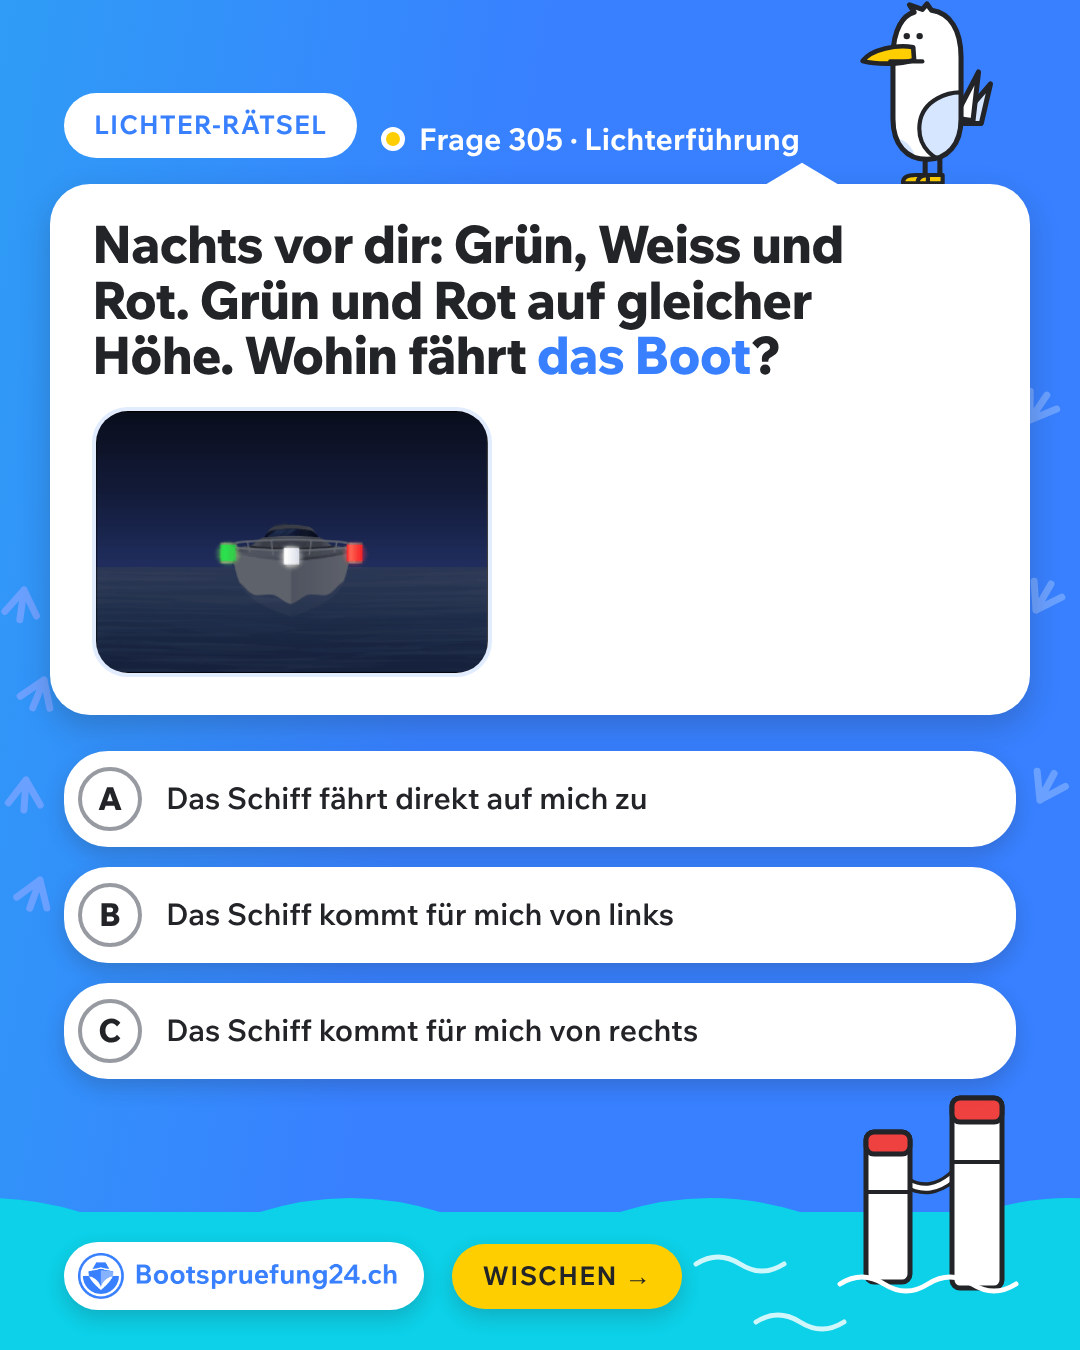 LICHTER-RÄTSEL
Frage 305 · Lichterführung
Nachts vor dir: Grün, Weiss und
Rot. Grün und Rot auf gleicher
Höhe. Wohin fährt das Boot?
A Das Schiff fährt direkt auf mich zu
B Das Schiff kommt für mich von links
C Das Schiff kommt für mich von rechts
Bootspruefung24.ch
WISCHEN →